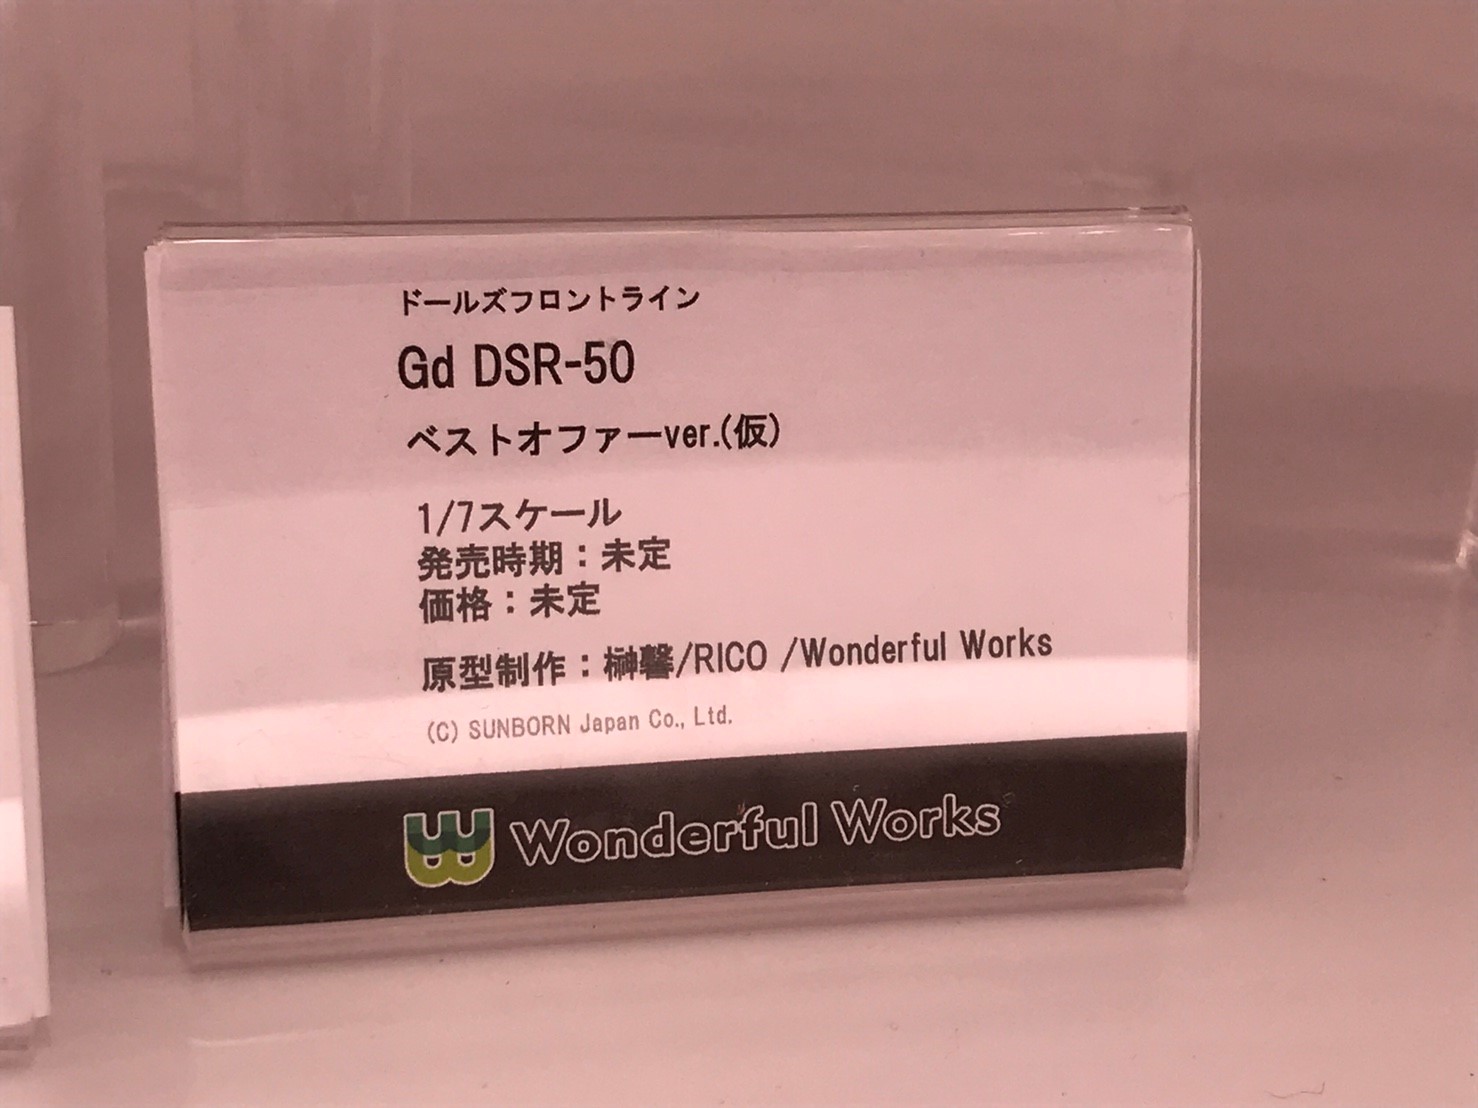 ドールズフロントライン
Gd DSR-50
ベストオファーver.(仮)
1/7スケール
発売時期：未定
価格：未定
原型制作：榊馨/RICO /Wonderful Works
(C) SUNBORN Japan Co., Ltd.
Wonderful Works